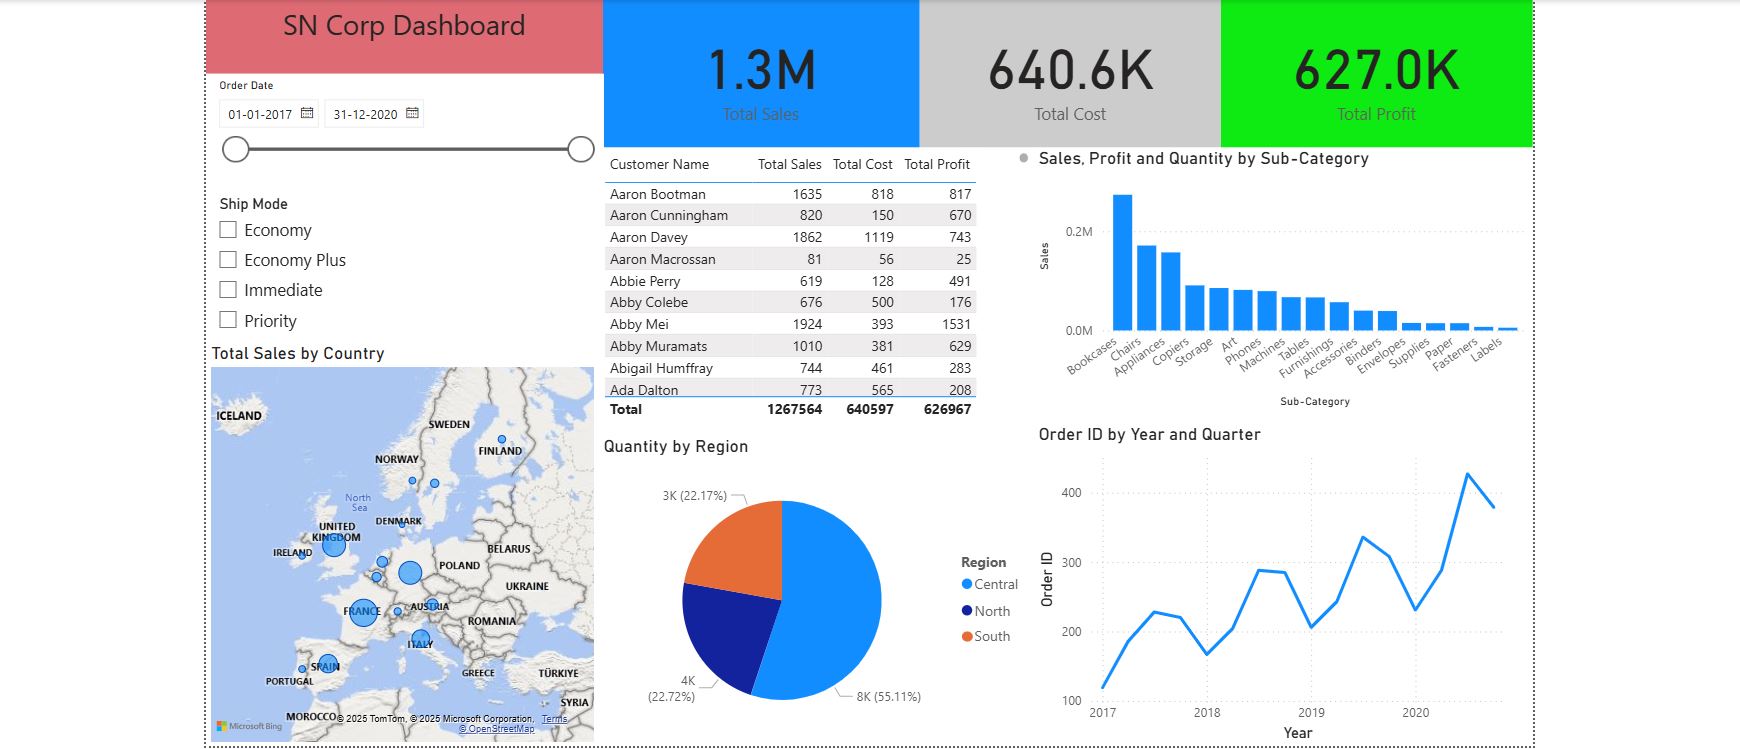 SN Corp Dashboard
Order Date
01-01-2017 31-12-2020
Ship Mode
Economy
Economy Plus
Immediate
Priority
1.3M
Total Sales
640.6K
Total Cost
627.0K
Total Profit
Customer Name Total Sales Total Cost Total Profit
Aaron Bootman 1635 818 817
Aaron Cunningham 820 150 670
Aaron Davey 1862 1119 743
Aaron Macrossan 81 56 25
Abbie Perry 619 128 491
Abby Colebe 676 500 176
Abby Mei 1924 393 1531
Abby Muramats 1010 381 629
Abigail Humffray 744 461 283
Ada Dalton 773 565 208
Total 1267564 640597 626967
Sales, Profit and Quantity by Sub-Category
Sales
0.2M
0.0M
Bookcases
Chairs
Appliances
Copiers
Storage
Art
Phones
Machines
Tables
Furnishings
Accessories
Binders
Envelopes
Supplies
Paper
Fasteners
Labels
Sub-Category
Total Sales by Country
ICELAND
SWEDEN
FINLAND
NORWAY
North
Sea
DENMARK
UNITED
KINGDOM
IRELAND
BELARUS
POLAND
UKRAINE
FRANCE
AUSTRIA
ROMANIA
ITALY
SPAIN
PORTUGAL
GREECE
TÜRKIYE
SYRIA
MOROCCO
Microsoft Bing
© 2025 TomTom, © 2025 Microsoft Corporation, Terms
© OpenStreetMap
Quantity by Region
3K (22.17%)
4K
(22.72%)
8K (55.11%)
Region
Central
North
South
Order ID by Year and Quarter
Order ID
400
300
200
100
2017 2018 2019 2020
Year